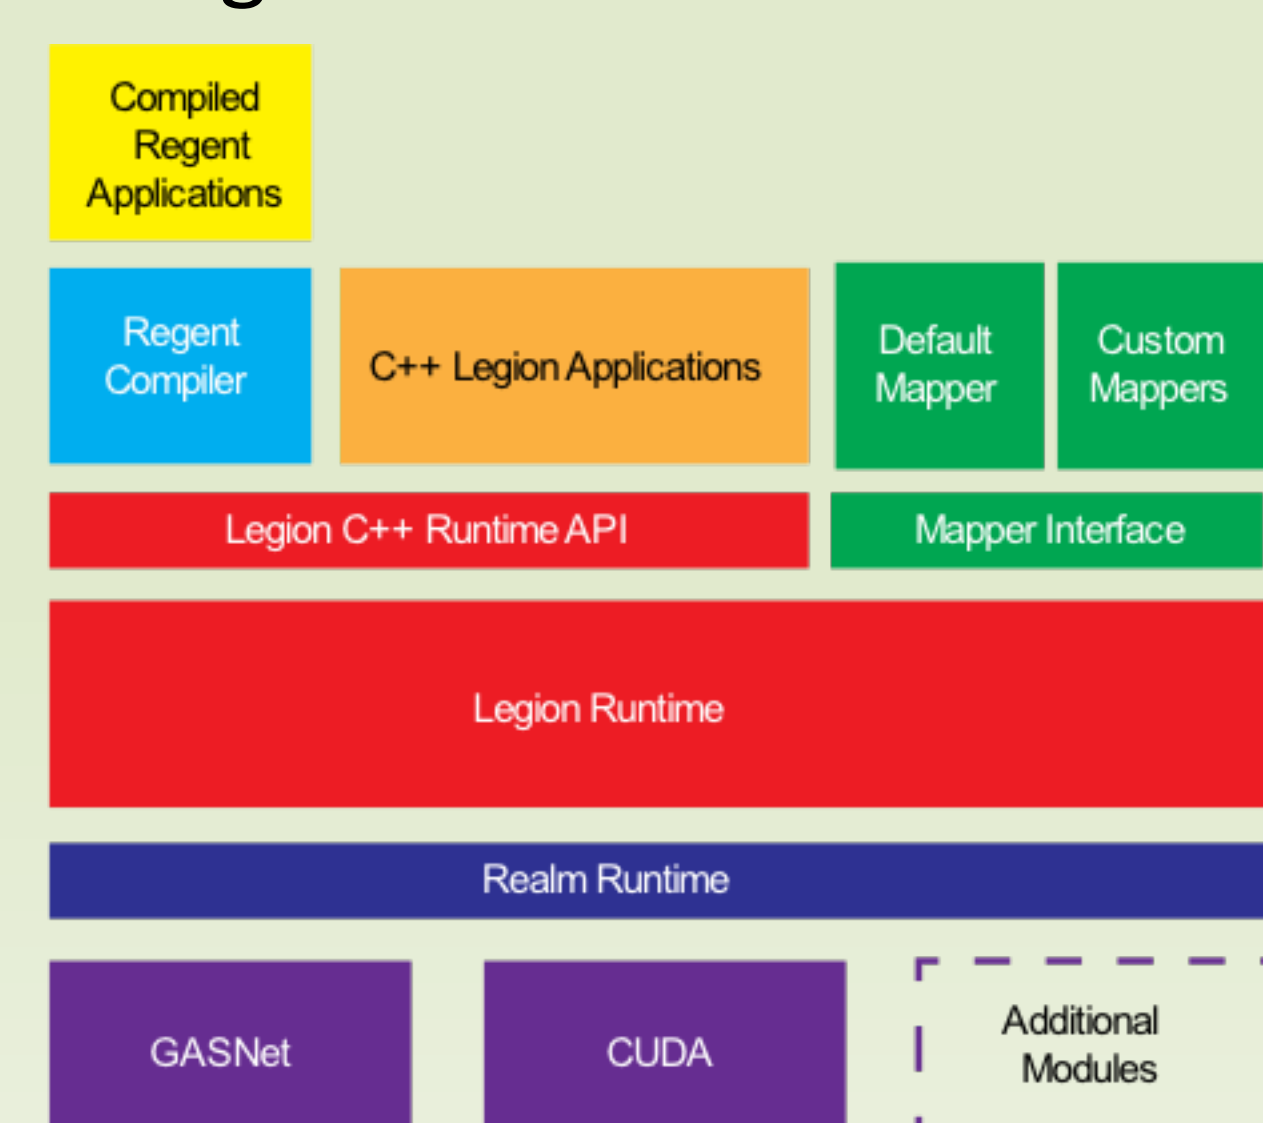 Compiled
Regent
Applications
Regent
Compiler
C++ Legion Applications
Default
Mapper
Custom
Mappers
Legion C++ Runtime API
Mapper Interface
Legion Runtime
Realm Runtime
GASNet
CUDA
Additional
Modules